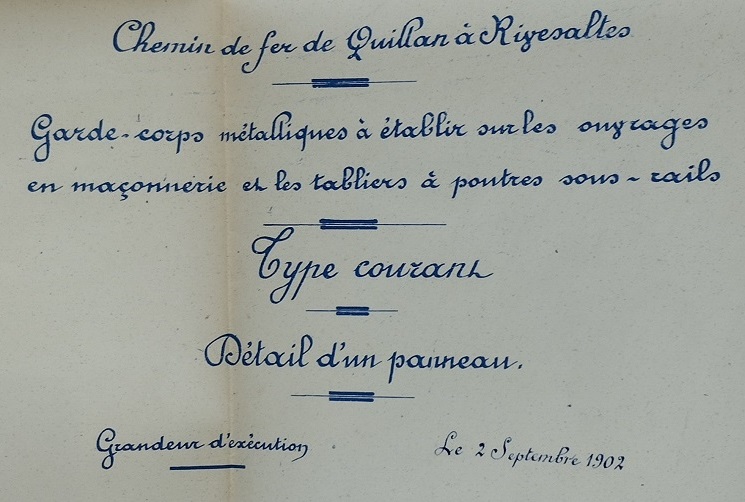 Chemin de fer de Quillan à Rivesaltes
Garde-corps métalliques à établir sur les ouvrages
en maçonnerie et les tabliers à poutres sous-rails
Type courant
Détail d'un panneau.
Grandeur d'exécution
Le 2 Septembre 1902